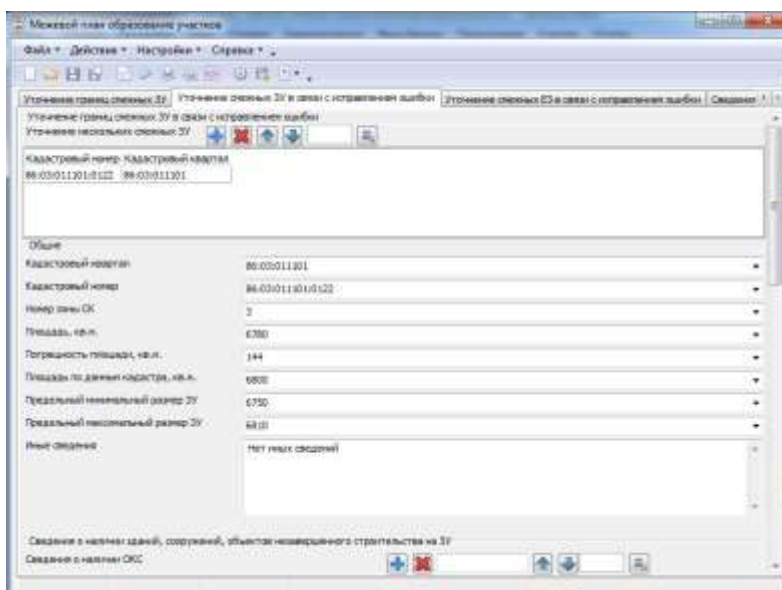 Межевой план образование участков
Файл Действия Настройки Справка
Уточнение границ смежных ЗУ Уточнение смежных ЗУ в связи с исправлением ошибки Уточнение смежных ЕЗ в связи с исправлением ошибки Сведения
Уточнение границ смежных ЗУ в связи с исправлением ошибки
Уточнение нескольких смежных ЗУ
Кадастровый номер Кадастровый квартал
86:03:011101:0122 86:03:011101
Общие
Кадастровый квартал 86:03:011101
Кадастровый номер 86:03:011101:0122
Номер зоны СК 3
Площадь, кв.м. 6780
Погрешность площади, кв.м. 144
Площадь по данным кадастра, кв.м. 6800
Предельный минимальный размер ЗУ 6750
Предельный максимальный размер ЗУ 6810
Иные сведения Нет иных сведений
Сведения о наличии зданий, сооружений, объектов незавершенного строительства на ЗУ
Сведения о наличии ОКС